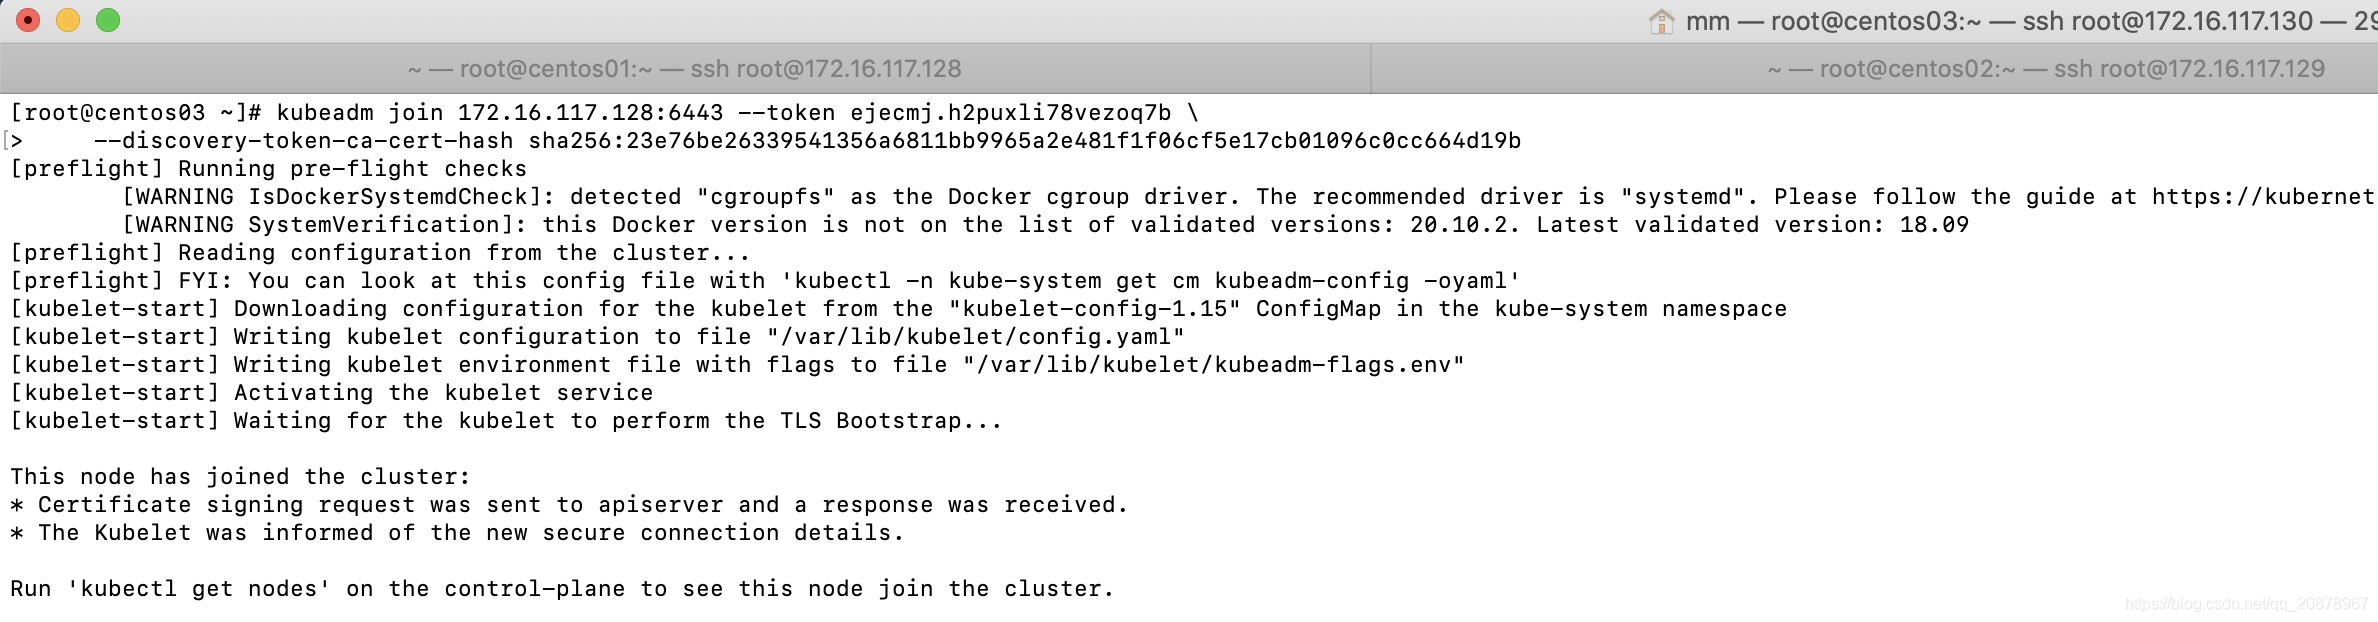 mm — root@centos03:~ — ssh root@172.16.117.130 — 29
~ — root@centos01:~ — ssh root@172.16.117.128
~ — root@centos02:~ — ssh root@172.16.117.129
[root@centos03 ~]# kubeadm join 172.16.117.128:6443 --token ejecmj.h2puxli78vezoq7b \
[>     --discovery-token-ca-cert-hash sha256:23e76be26339541356a6811bb9965a2e481f1f06cf5e17cb01096c0cc664d19b
[preflight] Running pre-flight checks
        [WARNING IsDockerSystemdCheck]: detected "cgroupfs" as the Docker cgroup driver. The recommended driver is "systemd". Please follow the guide at https://kubernet
        [WARNING SystemVerification]: this Docker version is not on the list of validated versions: 20.10.2. Latest validated version: 18.09
[preflight] Reading configuration from the cluster...
[preflight] FYI: You can look at this config file with 'kubectl -n kube-system get cm kubeadm-config -oyaml'
[kubelet-start] Downloading configuration for the kubelet from the "kubelet-config-1.15" ConfigMap in the kube-system namespace
[kubelet-start] Writing kubelet configuration to file "/var/lib/kubelet/config.yaml"
[kubelet-start] Writing kubelet environment file with flags to file "/var/lib/kubelet/kubeadm-flags.env"
[kubelet-start] Activating the kubelet service
[kubelet-start] Waiting for the kubelet to perform the TLS Bootstrap...
This node has joined the cluster:
* Certificate signing request was sent to apiserver and a response was received.
* The Kubelet was informed of the new secure connection details.
Run 'kubectl get nodes' on the control-plane to see this node join the cluster.
https://blog.csdn.net/qq_20878967